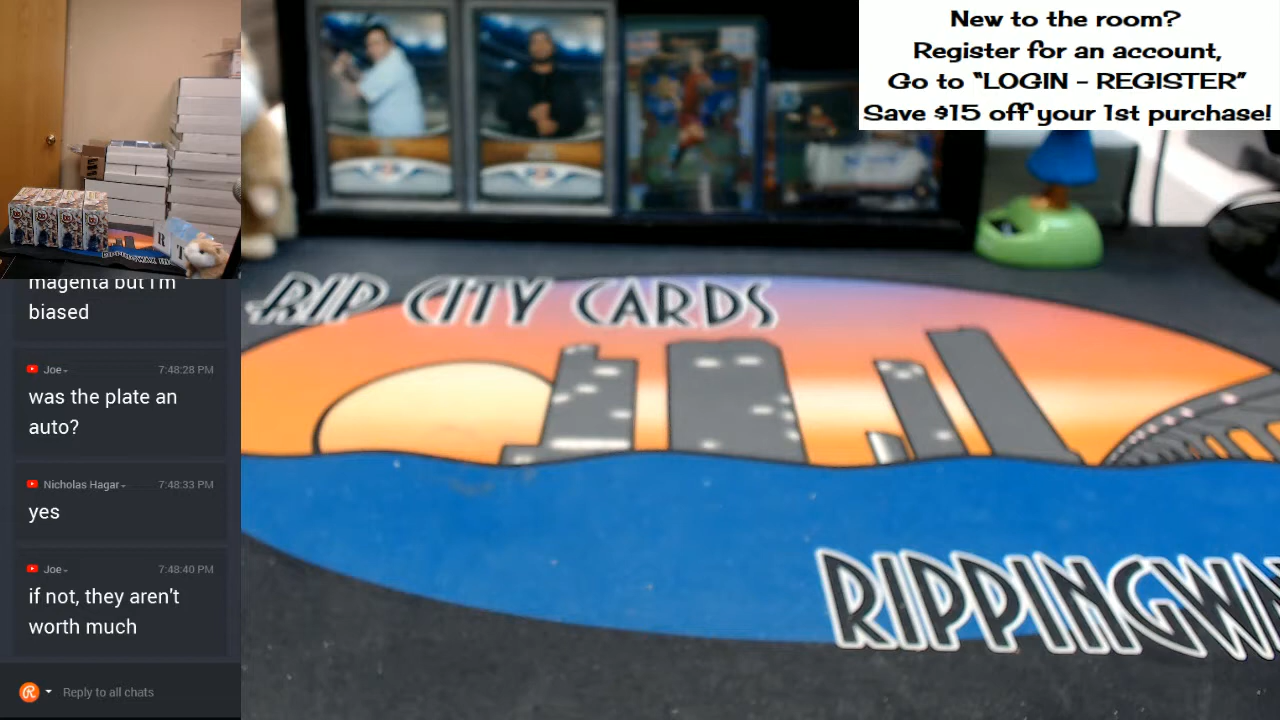 New to the room?
Register for an account,
Go to "LOGIN - REGISTER"
Save $15 off your 1st purchase!
magenta but I'm
biased
Joe
7:48:28 PM
was the plate an
auto?
Nicholas Hagar
7:48:33 PM
yes
Joe
7:48:40 PM
if not, they aren't
worth much
Reply to all chats
RIP CITY CARDS
RIPPINGWA